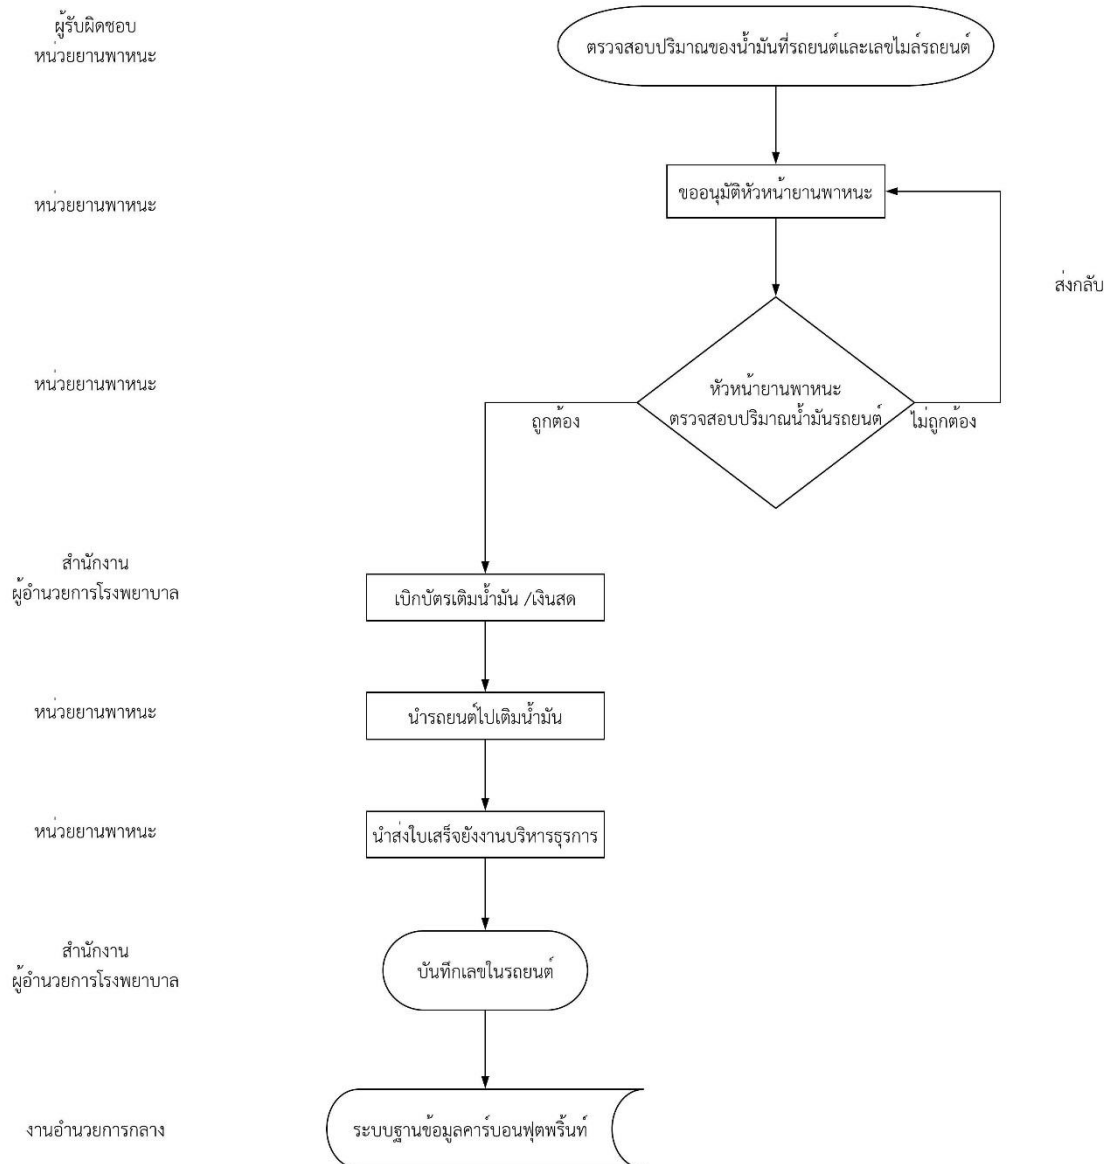 ผู้รับผิดชอบ
หน่วยยานพาหนะ
ตรวจสอบปริมาณของน้ำมันที่รถยนต์และเลขไมล์รถยนต์
หน่วยยานพาหนะ
ขออนุมัติหัวหน้ายานพาหนะ
ส่งกลับ
หน่วยยานพาหนะ
หัวหน้ายานพาหนะ
ตรวจสอบปริมาณน้ำมันรถยนต์
ถูกต้อง
ไม่ถูกต้อง
สำนักงาน
ผู้อำนวยการโรงพยาบาล
เบิกบัตรเติมน้ำมัน /เงินสด
หน่วยยานพาหนะ
นำรถยนต์ไปเติมน้ำมัน
หน่วยยานพาหนะ
นำส่งใบเสร็จยังงานบริหารธุรการ
สำนักงาน
ผู้อำนวยการโรงพยาบาล
บันทึกเลขในรถยนต์
งานอำนวยการกลาง
ระบบฐานข้อมูลคาร์บอนฟุตพริ้นท์